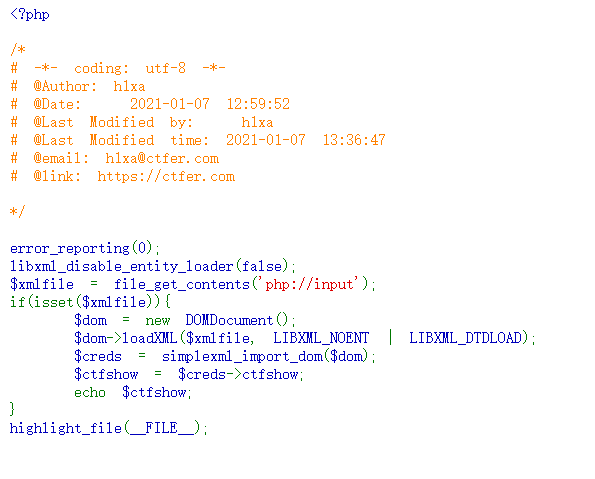 <?php
/*
# -*- coding: utf-8 -*-
# @Author: h1xa
# @Date: 2021-01-07 12:59:52
# @Last Modified by: h1xa
# @Last Modified time: 2021-01-07 13:36:47
# @email: h1xa@ctfer.com
# @link: https://ctfer.com
*/
error_reporting(0);
libxml_disable_entity_loader(false);
$xmlfile = file_get_contents('php://input');
if(isset($xmlfile)){
$dom = new DOMDocument();
$dom->loadXML($xmlfile, LIBXML_NOENT | LIBXML_DTDLOAD);
$creds = simplexml_import_dom($dom);
$ctfshow = $creds->ctfshow;
echo $ctfshow;
}
highlight_file(__FILE__);